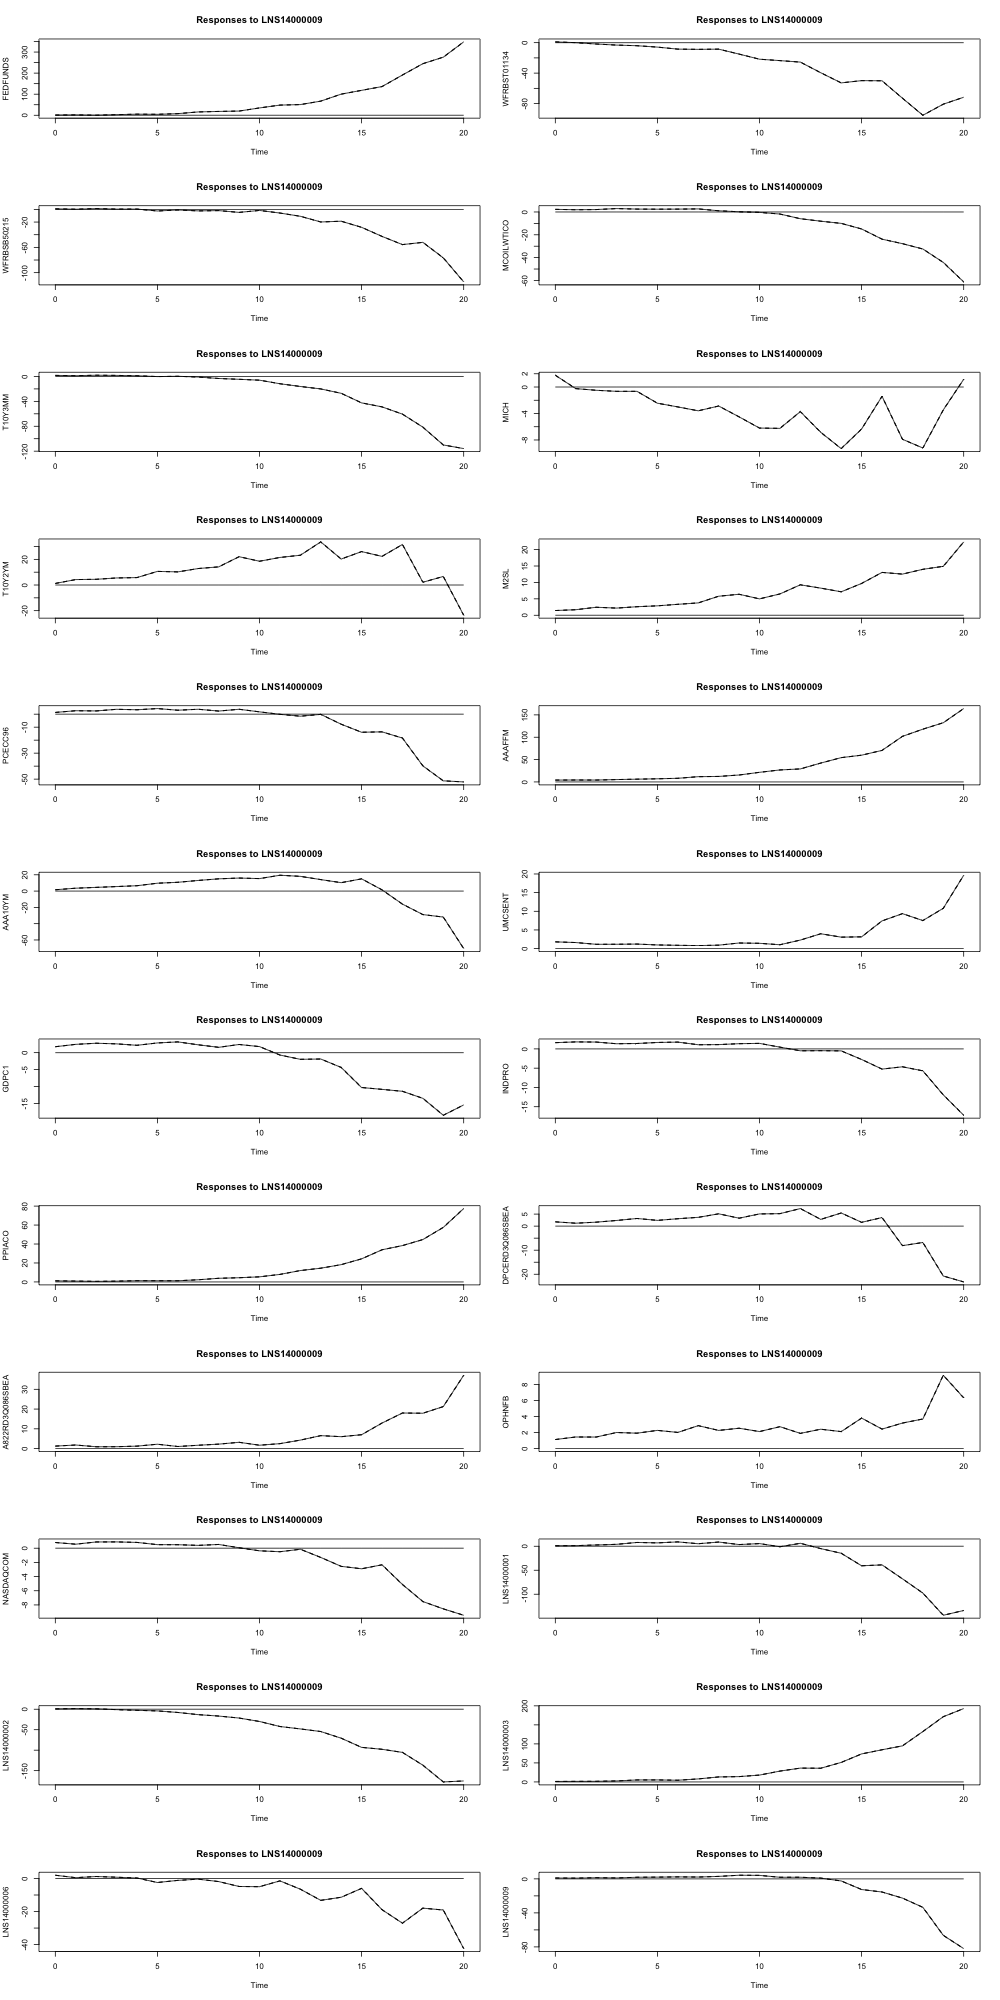 Responses to LNS14000009
FEDFUNDS
0 100 200 300
0 5 10 15 20
Time
Responses to LNS14000009
WFRBST01134
-80 -40 0
0 5 10 15 20
Time
Responses to LNS14000009
WFRBSB50215
-100 -60 -20
0 5 10 15 20
Time
Responses to LNS14000009
MCOILWTICO
-60 -40 -20 0
0 5 10 15 20
Time
Responses to LNS14000009
T10Y3MM
-120 -80 -40 0
0 5 10 15 20
Time
Responses to LNS14000009
MICH
-8 -4 0 2
0 5 10 15 20
Time
Responses to LNS14000009
T10Y2YM
-20 0 20
0 5 10 15 20
Time
Responses to LNS14000009
M2SL
0 5 10 15 20
0 5 10 15 20
Time
Responses to LNS14000009
PCECC96
-50 -30 -10
0 5 10 15 20
Time
Responses to LNS14000009
AAAFFM
0 50 100 150
0 5 10 15 20
Time
Responses to LNS14000009
AAA10YM
-60 -20 0 20
0 5 10 15 20
Time
Responses to LNS14000009
UMCSENT
0 5 10 15 20
0 5 10 15 20
Time
Responses to LNS14000009
GDPC1
-15 -5 0
0 5 10 15 20
Time
Responses to LNS14000009
INDPRO
-15 -10 -5 0
0 5 10 15 20
Time
Responses to LNS14000009
PPIACO
0 20 40 60 80
0 5 10 15 20
Time
Responses to LNS14000009
DPCERD3Q086SBEA
-20 -10 0 5
0 5 10 15 20
Time
Responses to LNS14000009
A822RD3Q086SBEA
0 10 20 30
0 5 10 15 20
Time
Responses to LNS14000009
OPHNFB
0 2 4 6 8
0 5 10 15 20
Time
Responses to LNS14000009
NASDAQCOM
-8 -6 -4 -2 0
0 5 10 15 20
Time
Responses to LNS14000009
LNS14000001
-100 -50 0
0 5 10 15 20
Time
Responses to LNS14000009
LNS14000002
-150 -50 0
0 5 10 15 20
Time
Responses to LNS14000009
LNS14000003
0 50 100 200
0 5 10 15 20
Time
Responses to LNS14000009
LNS14000006
-40 -20 0
0 5 10 15 20
Time
Responses to LNS14000009
LNS14000009
-80 -40 0
0 5 10 15 20
Time